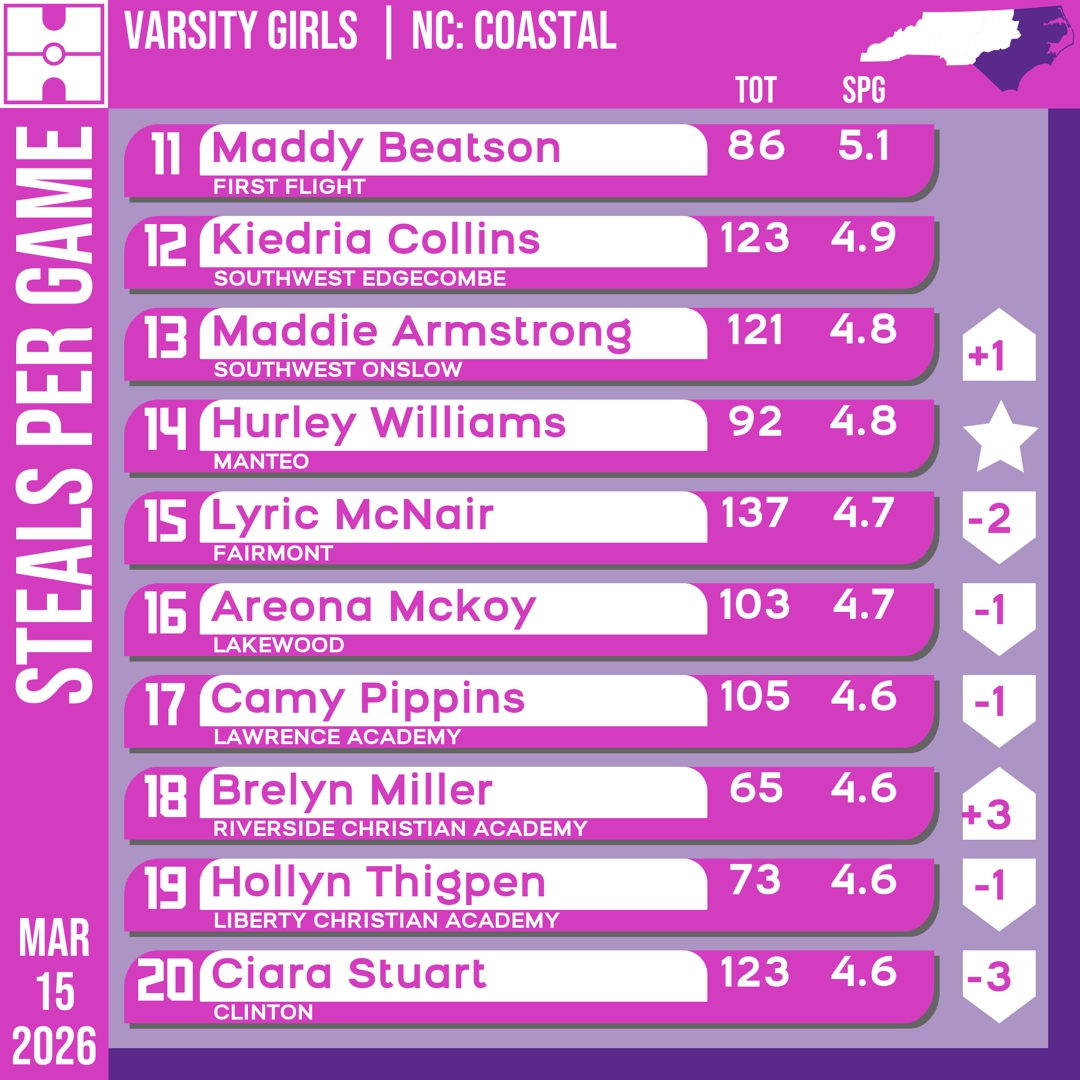 VARSITY GIRLS | NC: COASTAL
TOT SPG
STEALS PER GAME
11 Maddy Beatson 86 5.1
FIRST FLIGHT
12 Kiedria Collins 123 4.9
SOUTHWEST EDGECOMBE
13 Maddie Armstrong 121 4.8 +1
SOUTHWEST ONSLOW
14 Hurley Williams 92 4.8
MANTEO
15 Lyric McNair 137 4.7 -2
FAIRMONT
16 Areona Mckoy 103 4.7 -1
LAKEWOOD
17 Camy Pippins 105 4.6 -1
LAWRENCE ACADEMY
18 Brelyn Miller 65 4.6 +3
RIVERSIDE CHRISTIAN ACADEMY
19 Hollyn Thigpen 73 4.6 -1
LIBERTY CHRISTIAN ACADEMY
20 Ciara Stuart 123 4.6 -3
CLINTON
MAR
15
2026